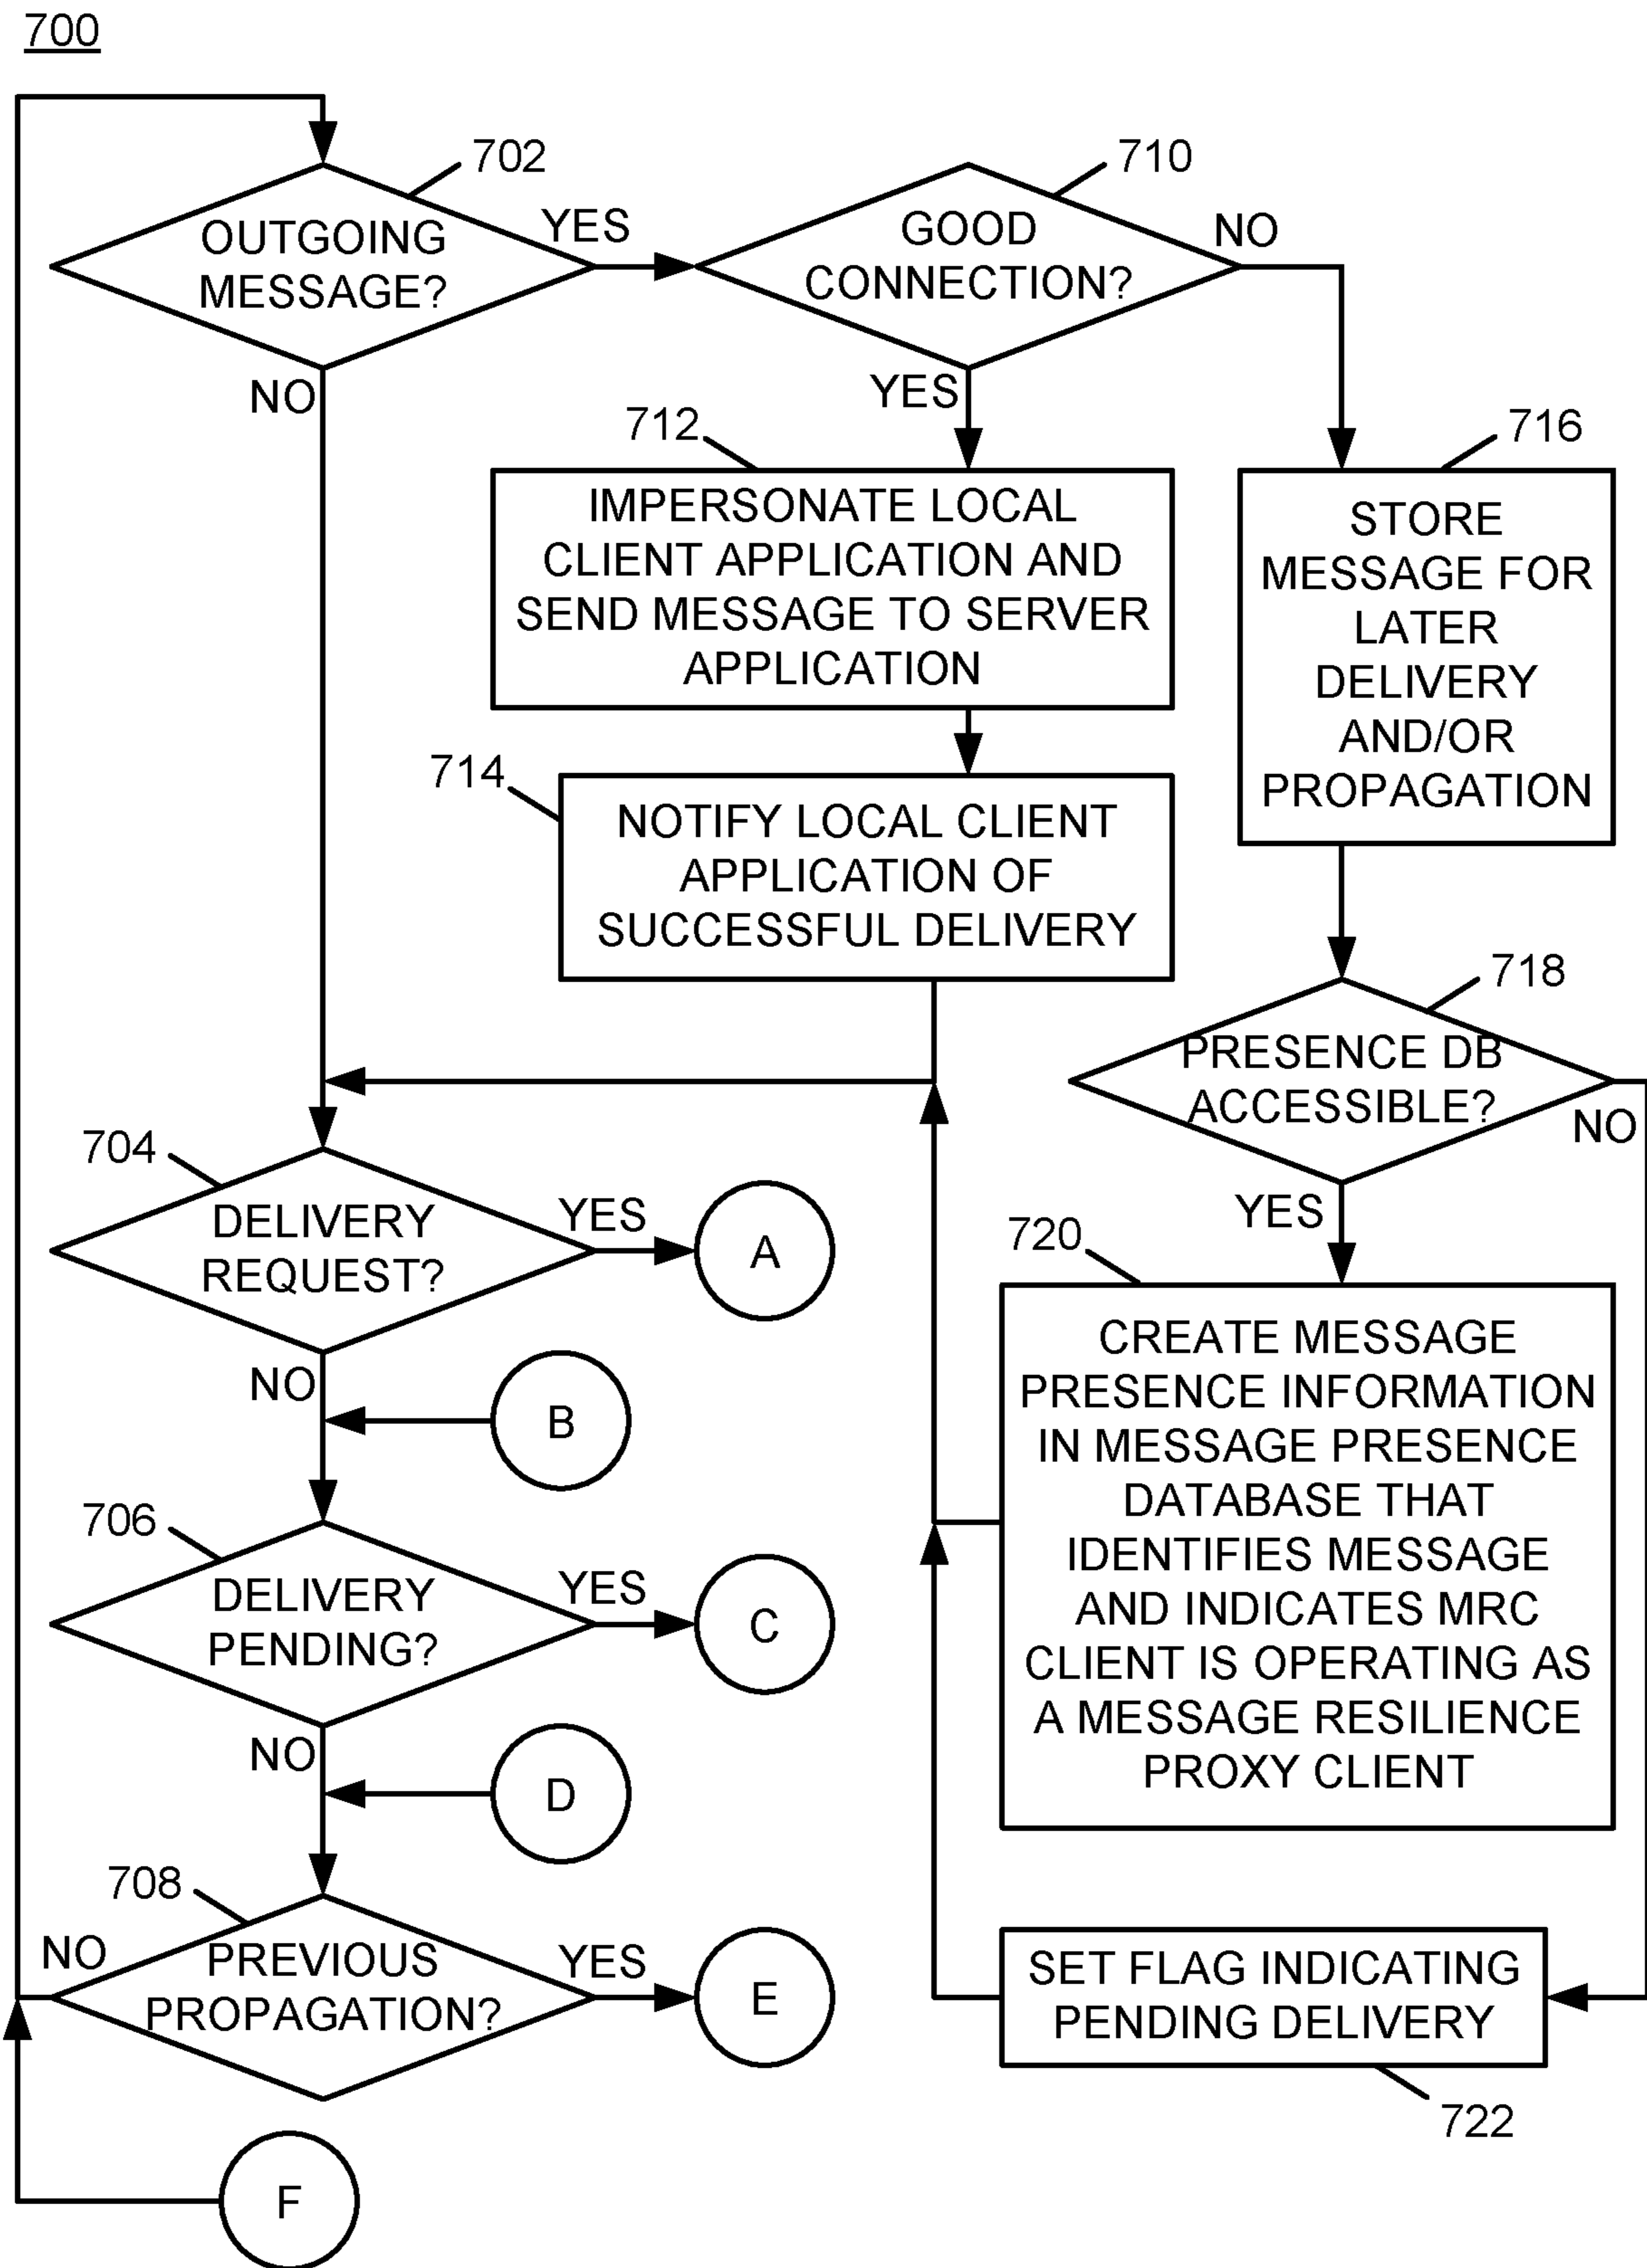 700
702
OUTGOING
MESSAGE?
YES
NO
710
GOOD
CONNECTION?
NO
YES
712
IMPERSONATE LOCAL
CLIENT APPLICATION AND
SEND MESSAGE TO SERVER
APPLICATION
716
STORE
MESSAGE FOR
LATER
DELIVERY
AND/OR
PROPAGATION
714
NOTIFY LOCAL CLIENT
APPLICATION OF
SUCCESSFUL DELIVERY
718
PRESENCE DB
ACCESSIBLE?
NO
YES
704
DELIVERY
REQUEST?
YES
A
NO
B
720
CREATE MESSAGE
PRESENCE INFORMATION
IN MESSAGE PRESENCE
DATABASE THAT
IDENTIFIES MESSAGE
AND INDICATES MRC
CLIENT IS OPERATING AS
A MESSAGE RESILIENCE
PROXY CLIENT
706
DELIVERY
PENDING?
YES
C
NO
D
708
PREVIOUS
PROPAGATION?
NO
YES
E
SET FLAG INDICATING
PENDING DELIVERY
722
F